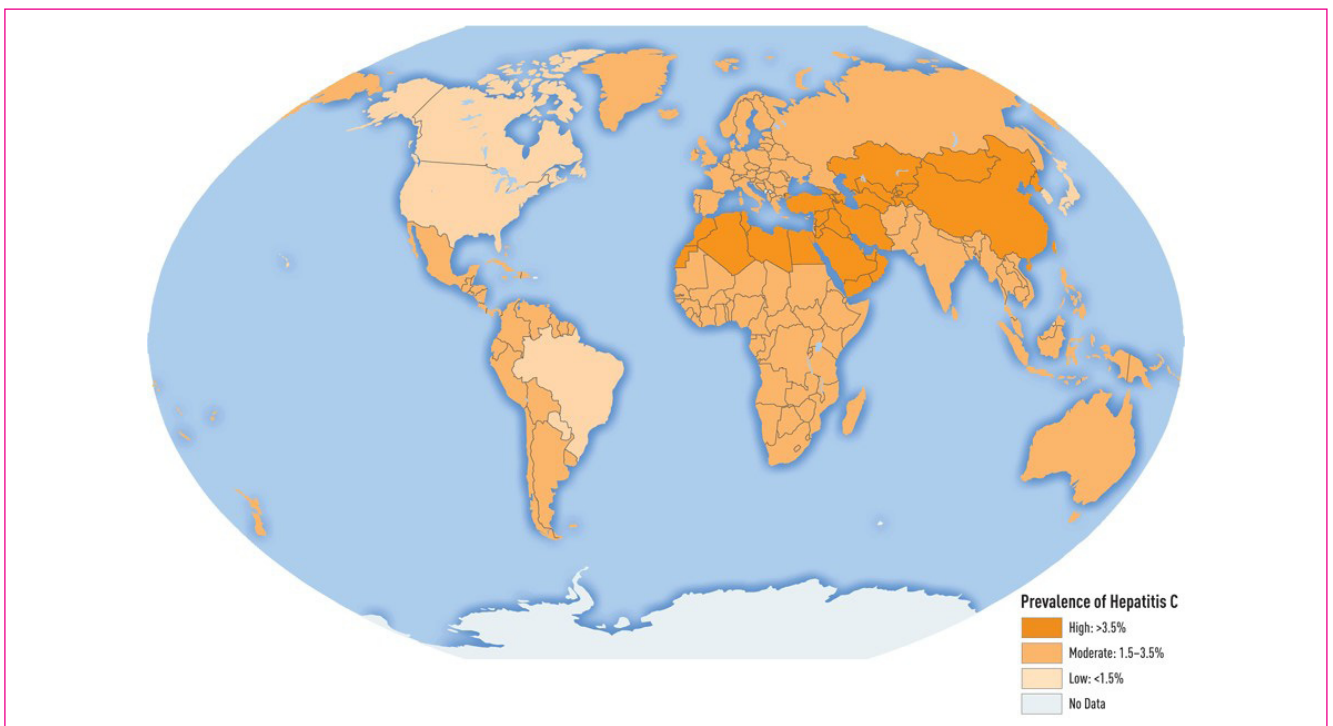 Prevalence of Hepatitis C
High: >3.5%
Moderate: 1.5–3.5%
Low: <1.5%
No Data